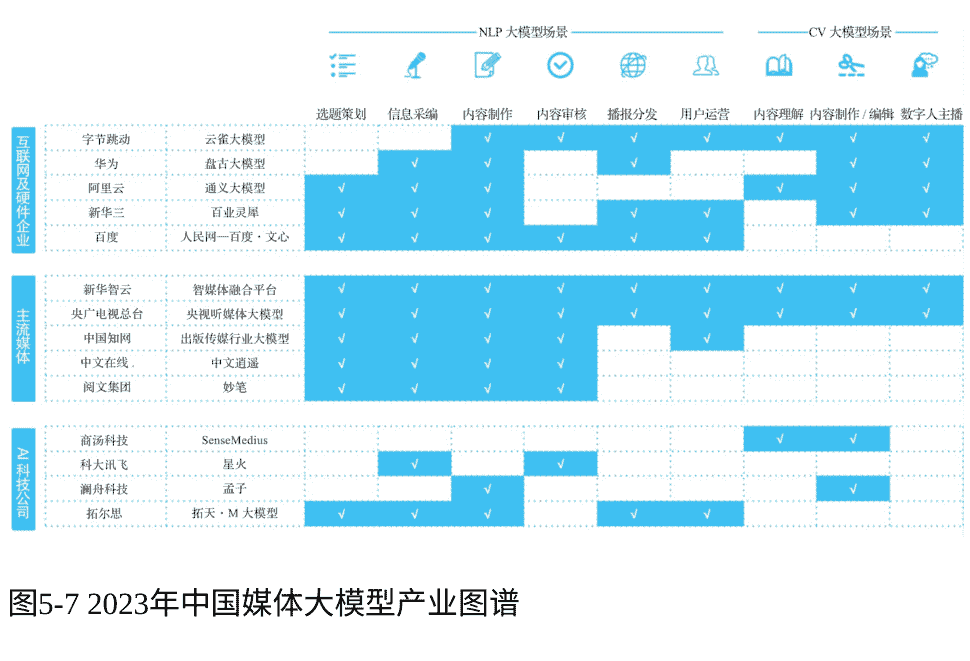 NLP 大模型场景 CV 大模型场景
选题策划 信息采编 内容制作 内容审核 播报分发 用户运营 内容理解 内容制作 / 编辑 数字人主播
互联网及硬件企业
字节跳动 云雀大模型 √ √ √ √ √ √ √
华为 盘古大模型 √ √ √ √ √
阿里云 通义大模型 √ √ √ √ √ √
新华三 百业灵犀 √ √ √ √ √ √ √
百度 人民网—百度·文心 √ √ √ √ √ √
主流媒体
新华智云 智媒体融合平台 √ √ √ √ √ √ √ √ √
央广电视总台 央视听媒体大模型 √ √ √ √ √ √ √ √ √
中国知网 出版传媒行业大模型 √ √ √ √ √
中文在线. 中文逍遥 √ √ √ √
阅文集团 妙笔 √ √ √ √
AI 科技公司
商汤科技 SenseMedius √ √
科大讯飞 星火 √ √
澜舟科技 孟子 √ √
拓尔思 拓天·M 大模型 √ √ √ √ √
图5-7 2023年中国媒体大模型产业图谱